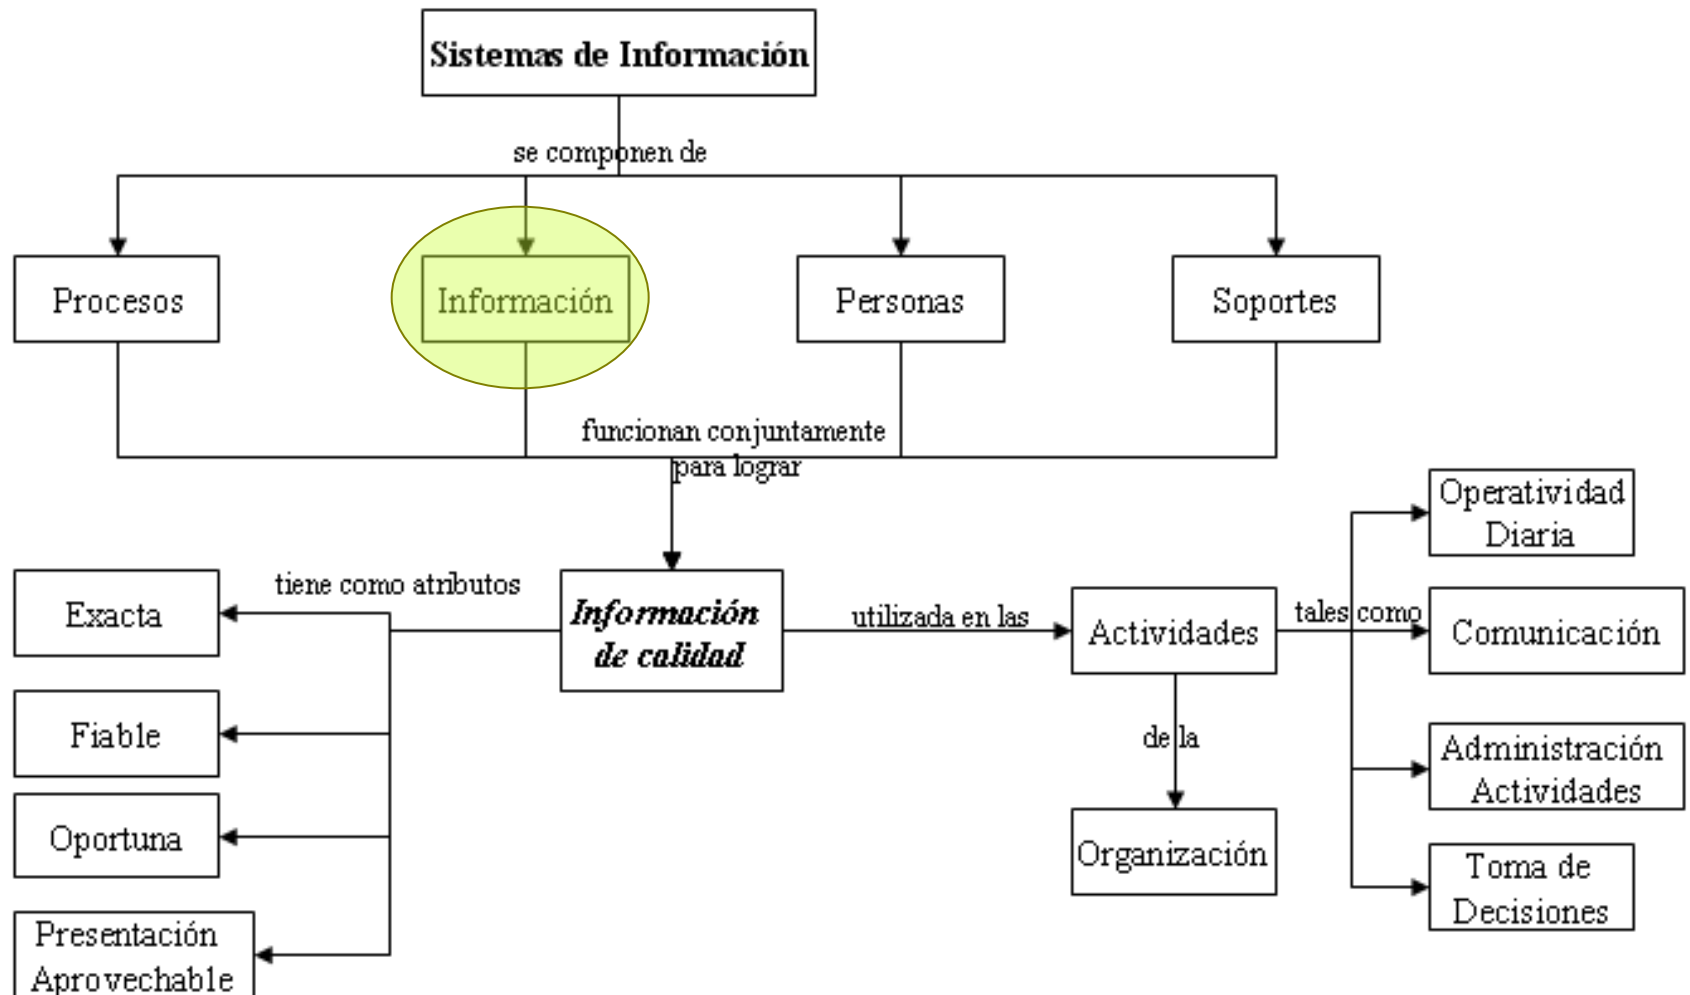 Sistemas de Información
se componen de
Procesos
Información
Personas
Soportes
funcionan conjuntamente
para lograr
Información
de calidad
tiene como atributos
Exacta
Fiable
Oportuna
Presentación
Aprovechable
utilizada en las
Actividades
de la
Organización
tales como
Operatividad
Diaria
Comunicación
Administración
Actividades
Toma de
Decisiones